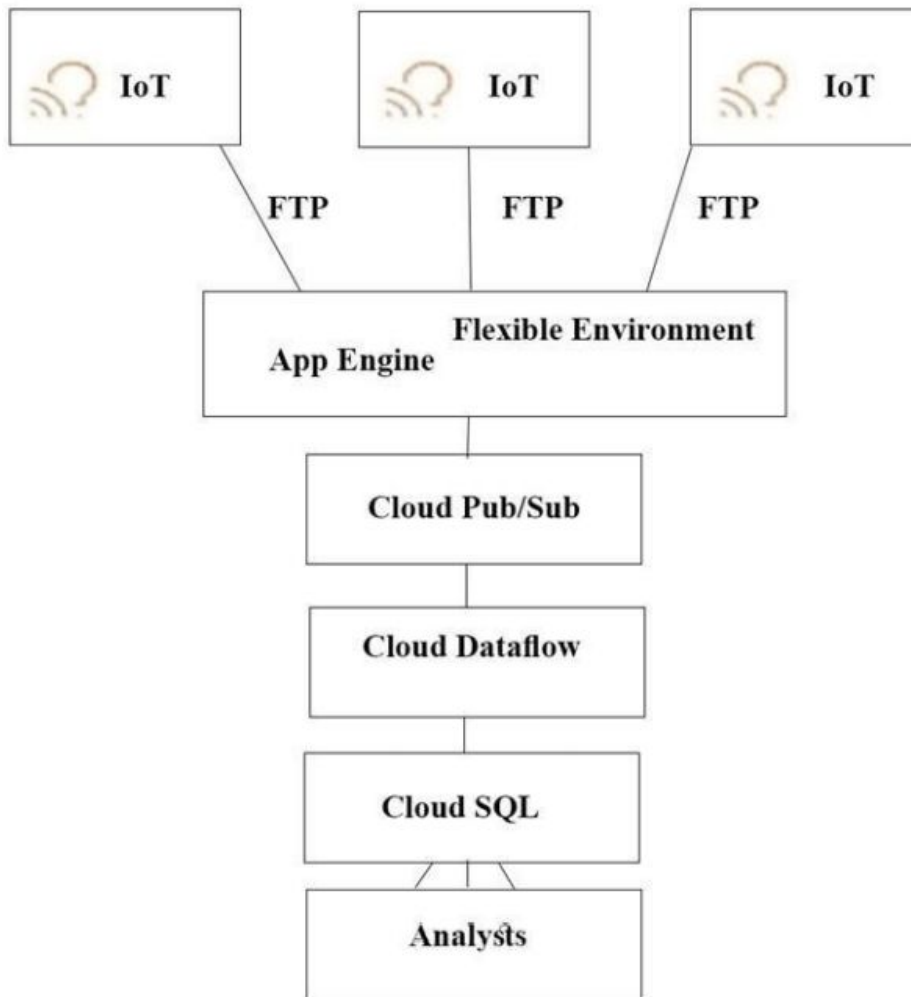 IoT
IoT
IoT
FTP
FTP
FTP
Flexible Environment
App Engine
Cloud Pub/Sub
Cloud Dataflow
Cloud SQL
Analysts